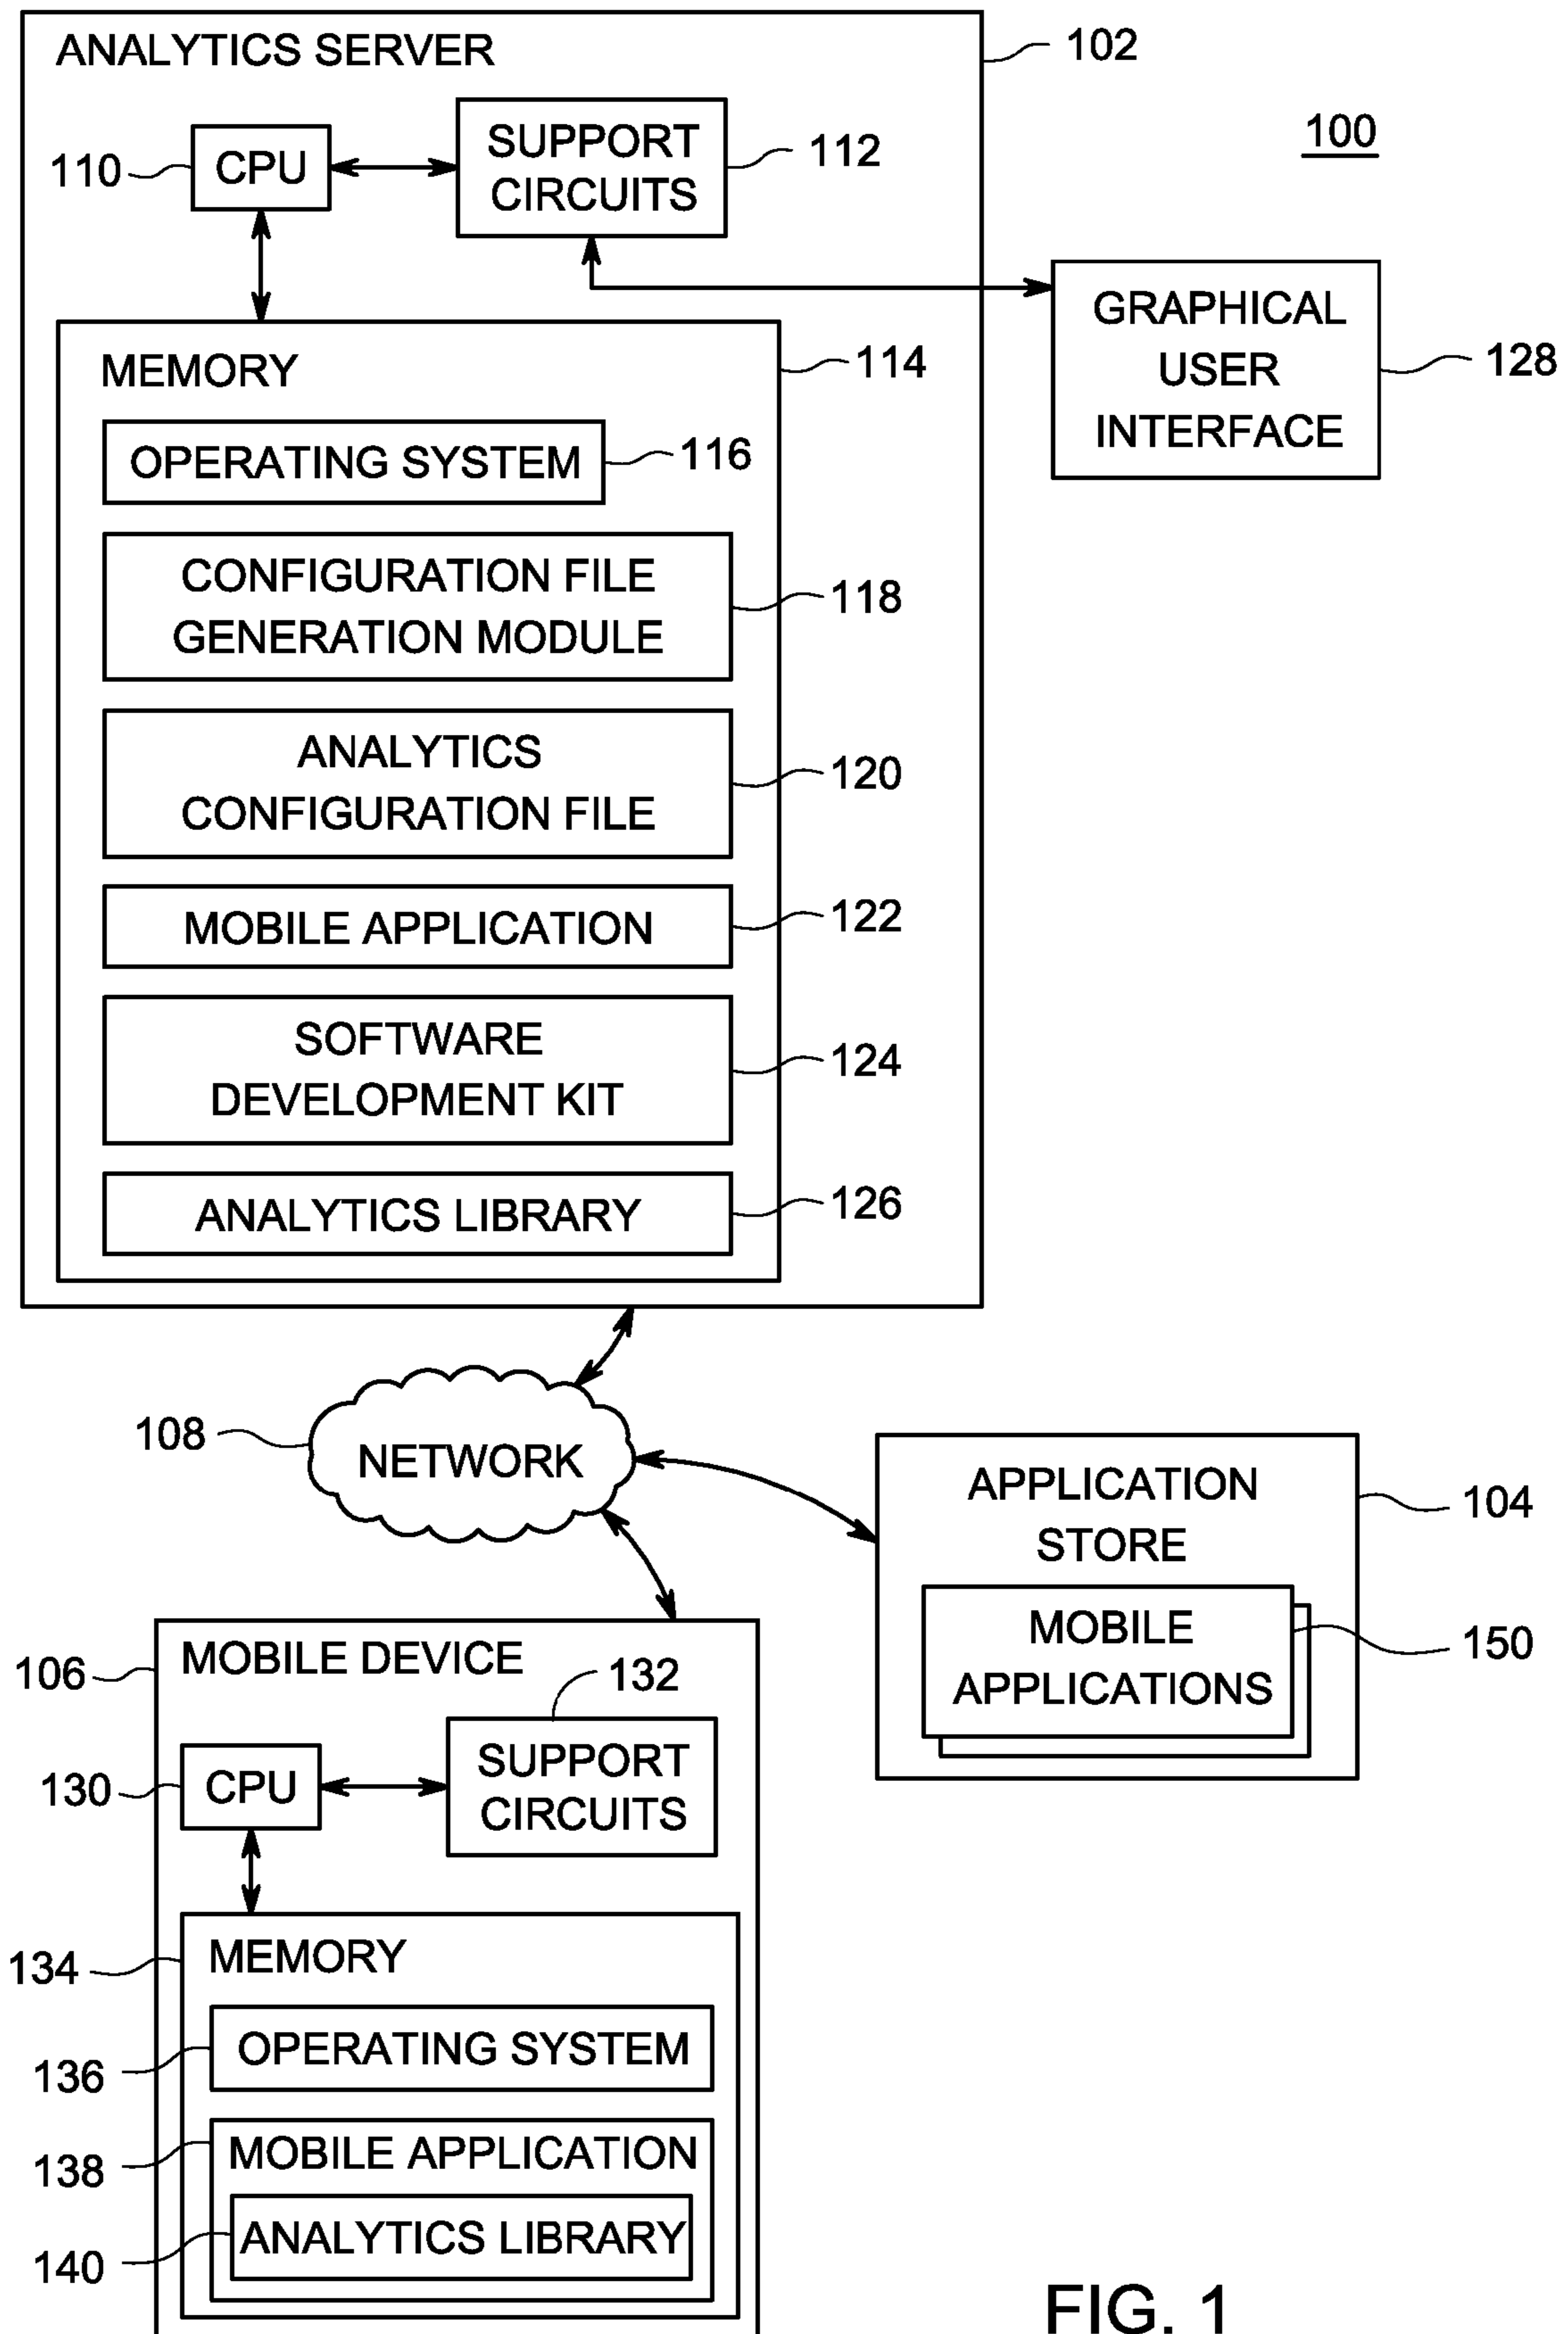 ANALYTICS SERVER
102
100
CPU
110
SUPPORT
CIRCUITS
112
GRAPHICAL
USER
INTERFACE
128
MEMORY
114
OPERATING SYSTEM
116
CONFIGURATION FILE
GENERATION MODULE
118
ANALYTICS
CONFIGURATION FILE
120
MOBILE APPLICATION
122
SOFTWARE
DEVELOPMENT KIT
124
ANALYTICS LIBRARY
126
108
NETWORK
APPLICATION
STORE
104
MOBILE
APPLICATIONS
150
106
MOBILE DEVICE
132
130
CPU
SUPPORT
CIRCUITS
134
MEMORY
136
OPERATING SYSTEM
138
MOBILE APPLICATION
140
ANALYTICS LIBRARY
FIG. 1